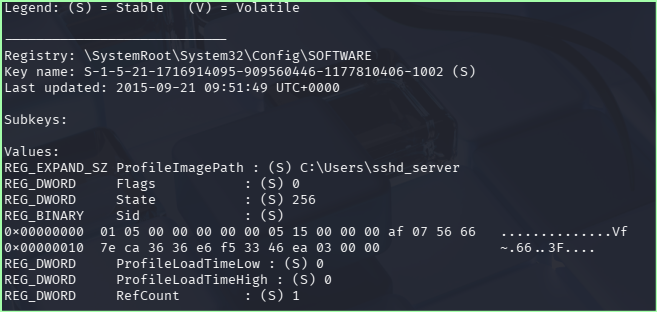 Legend: (S) = Stable   (V) = Volatile
----------------------------
Registry: \SystemRoot\System32\Config\SOFTWARE
Key name: S-1-5-21-1716914095-909560446-1177810406-1002 (S)
Last updated: 2015-09-21 09:51:49 UTC+0000
Subkeys:
Values:
REG_EXPAND_SZ ProfileImagePath : (S) C:\Users\sshd_server
REG_DWORD     Flags           : (S) 0
REG_DWORD     State           : (S) 256
REG_BINARY    Sid             : (S)
0x00000000  01 05 00 00 00 00 00 05 15 00 00 00 af 07 56 66   ..............Vf
0x00000010  7e ca 36 36 e6 f5 33 46 ea 03 00 00               ~.66..3F....
REG_DWORD     ProfileLoadTimeLow : (S) 0
REG_DWORD     ProfileLoadTimeHigh : (S) 0
REG_DWORD     RefCount        : (S) 1